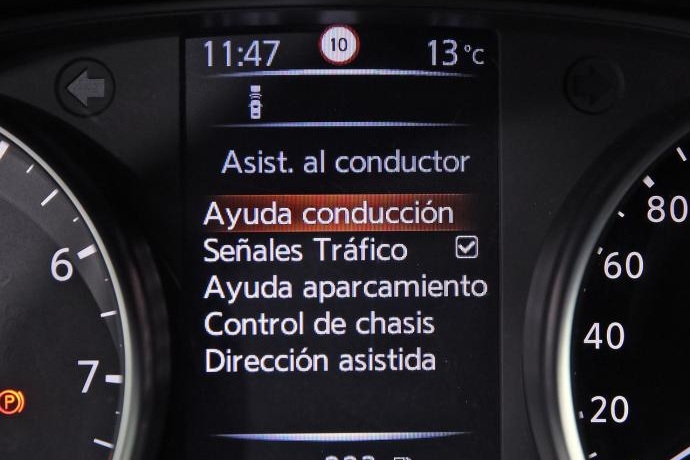 11:47 10 13°C
Asist. al conductor
Ayuda conducción
Señales Tráfico
Ayuda aparcamiento
Control de chasis
Dirección asistida
6
7
P
80
60
40
20